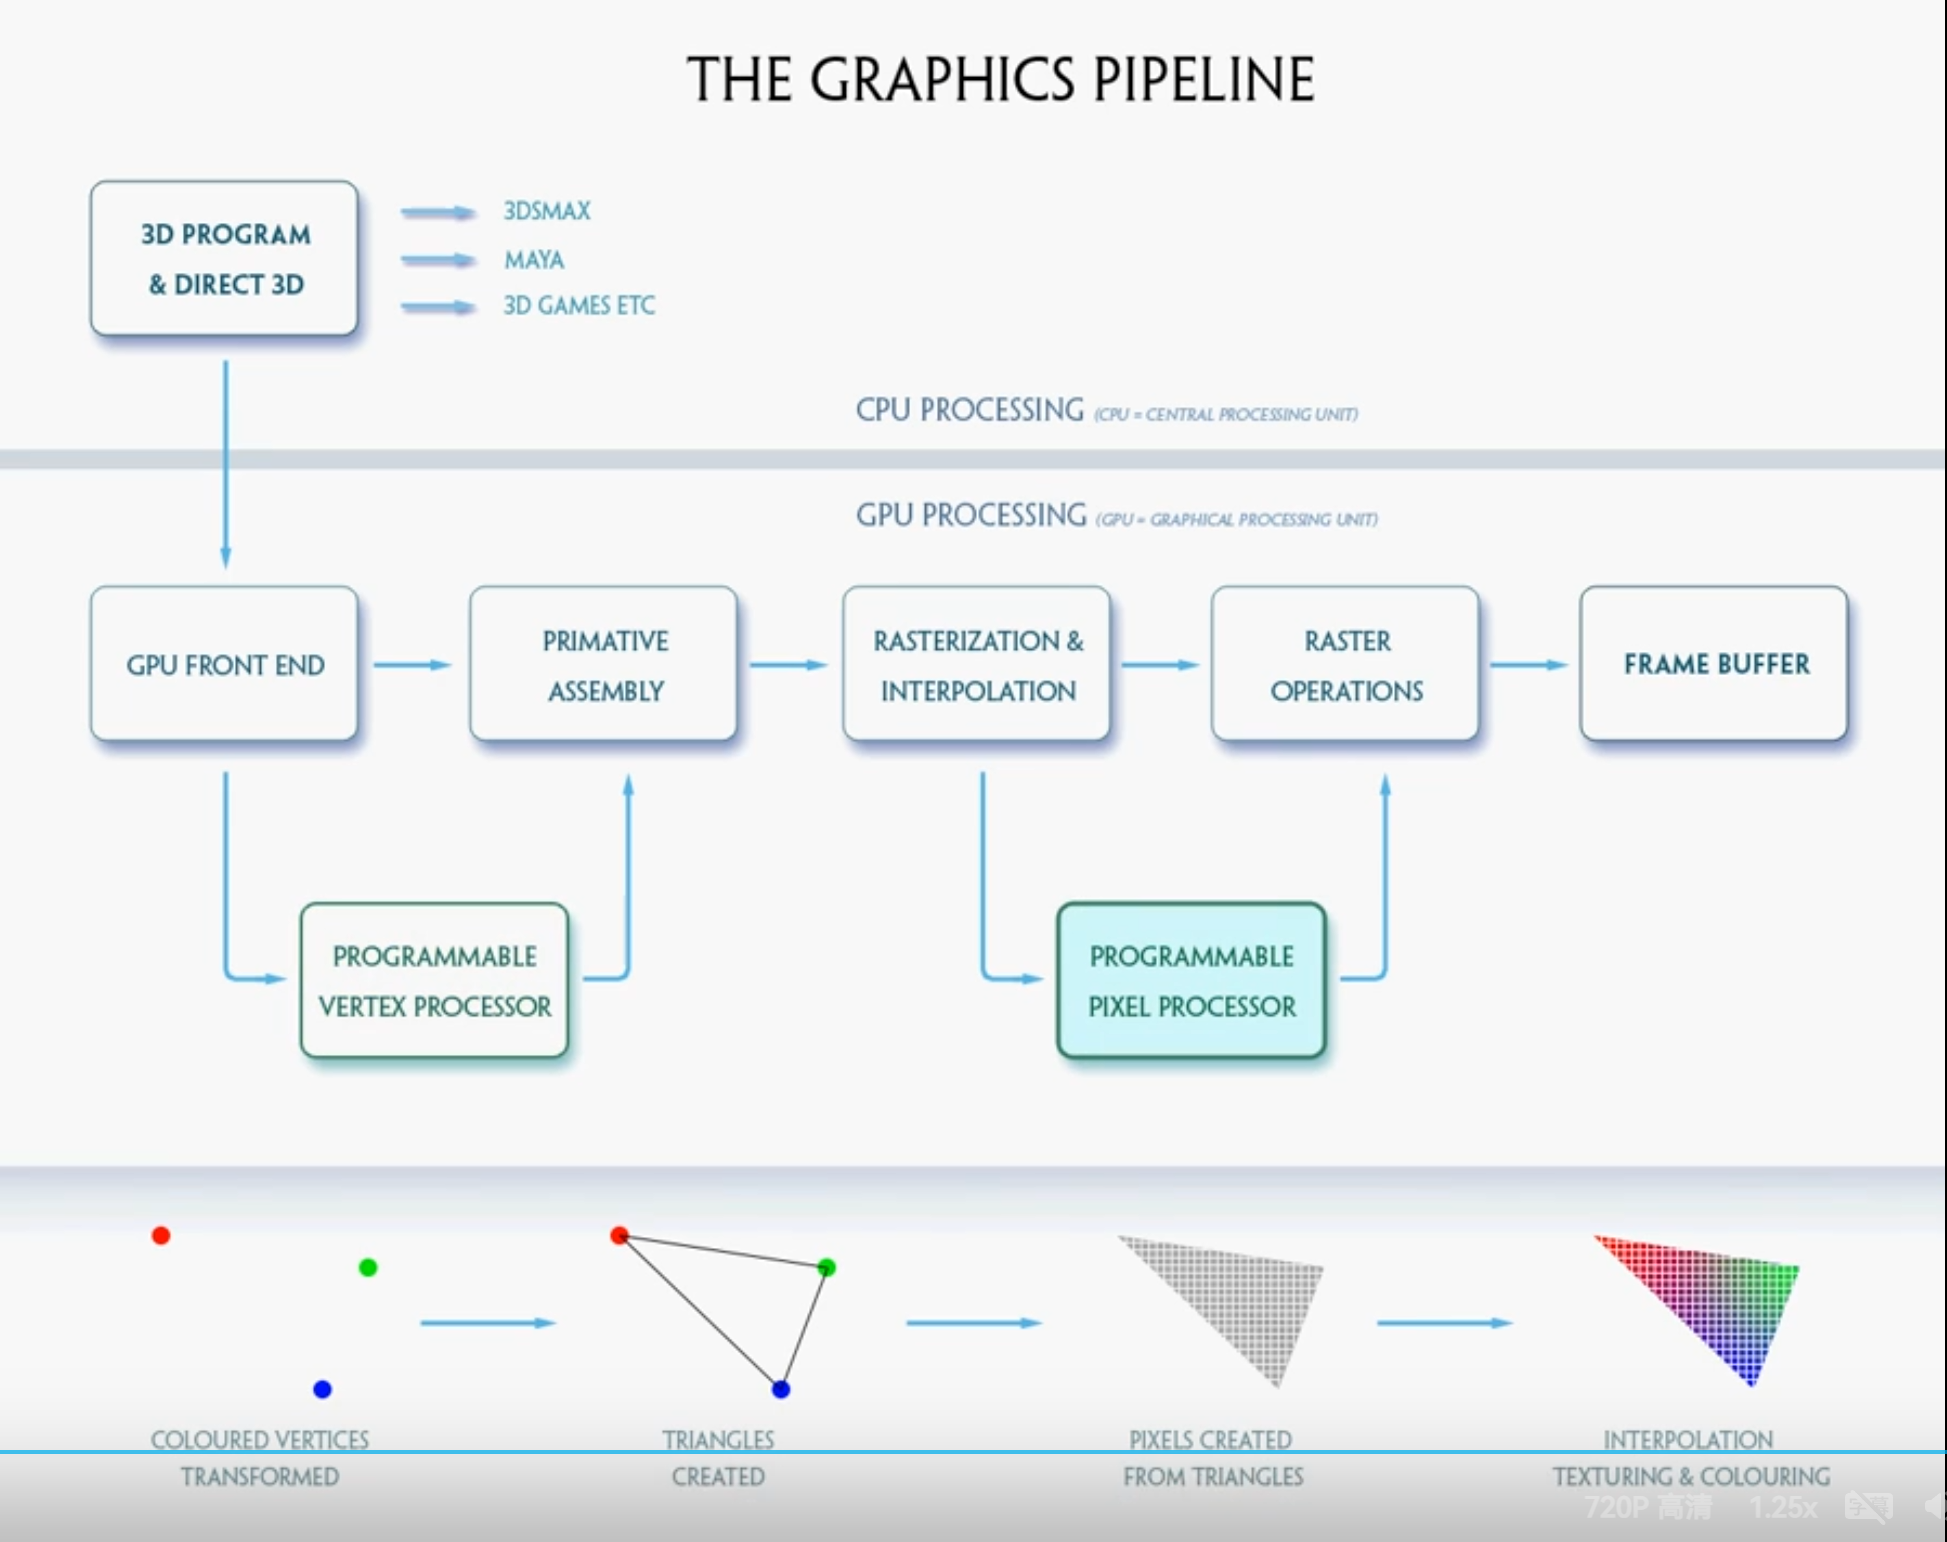 THE GRAPHICS PIPELINE
3D PROGRAM
& DIRECT 3D
3DSMAX
MAYA
3D GAMES ETC
CPU PROCESSING (CPU = CENTRAL PROCESSING UNIT)
GPU PROCESSING (GPU = GRAPHICAL PROCESSING UNIT)
GPU FRONT END
PRIMATIVE
ASSEMBLY
RASTERIZATION &
INTERPOLATION
RASTER
OPERATIONS
FRAME BUFFER
PROGRAMMABLE
VERTEX PROCESSOR
PROGRAMMABLE
PIXEL PROCESSOR
COLOURED VERTICES
TRANSFORMED
TRIANGLES
CREATED
PIXELS CREATED
FROM TRIANGLES
INTERPOLATION
TEXTURING & COLOURING
720P 高清 1.25x 字幕